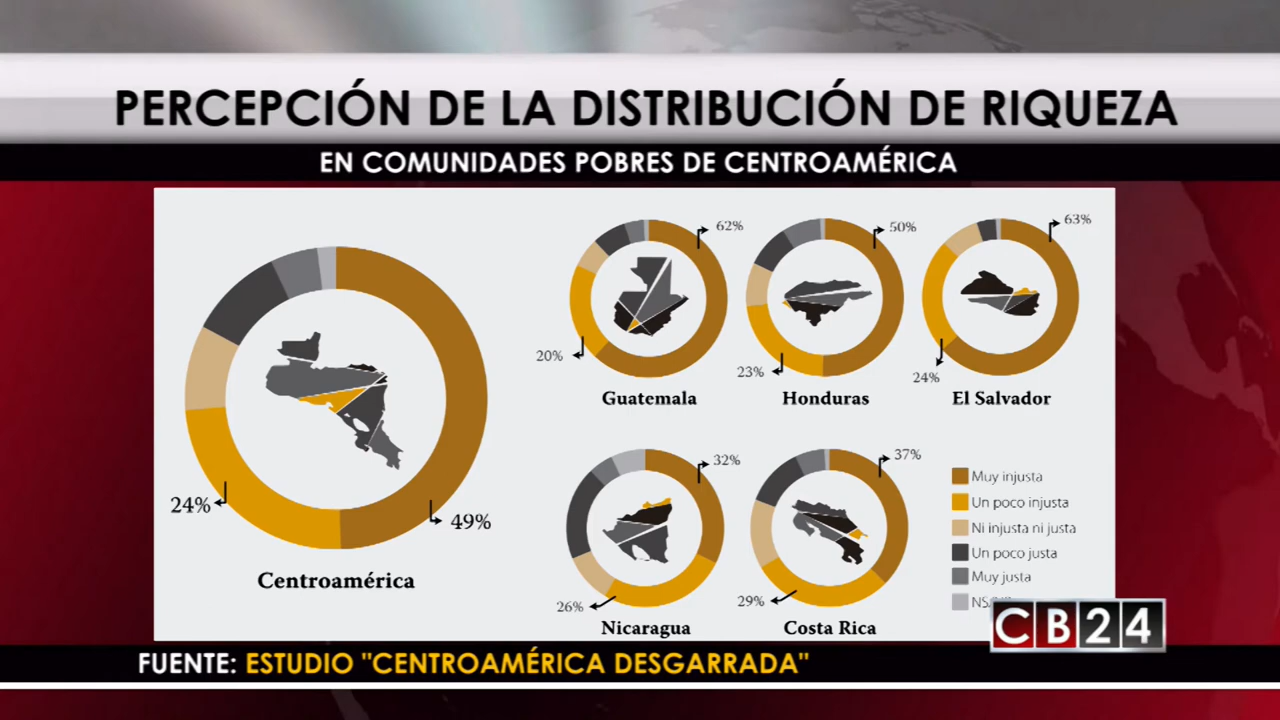 PERCEPCIÓN DE LA DISTRIBUCIÓN DE RIQUEZA
EN COMUNIDADES POBRES DE CENTROAMÉRICA
24%
49%
Centroamérica
62%
20%
Guatemala
50%
23%
Honduras
63%
24%
El Salvador
32%
26%
Nicaragua
37%
29%
Costa Rica
Muy injusta
Un poco injusta
Ni injusta ni justa
Un poco justa
Muy justa
CB24
FUENTE: ESTUDIO "CENTROAMÉRICA DESGARRADA"